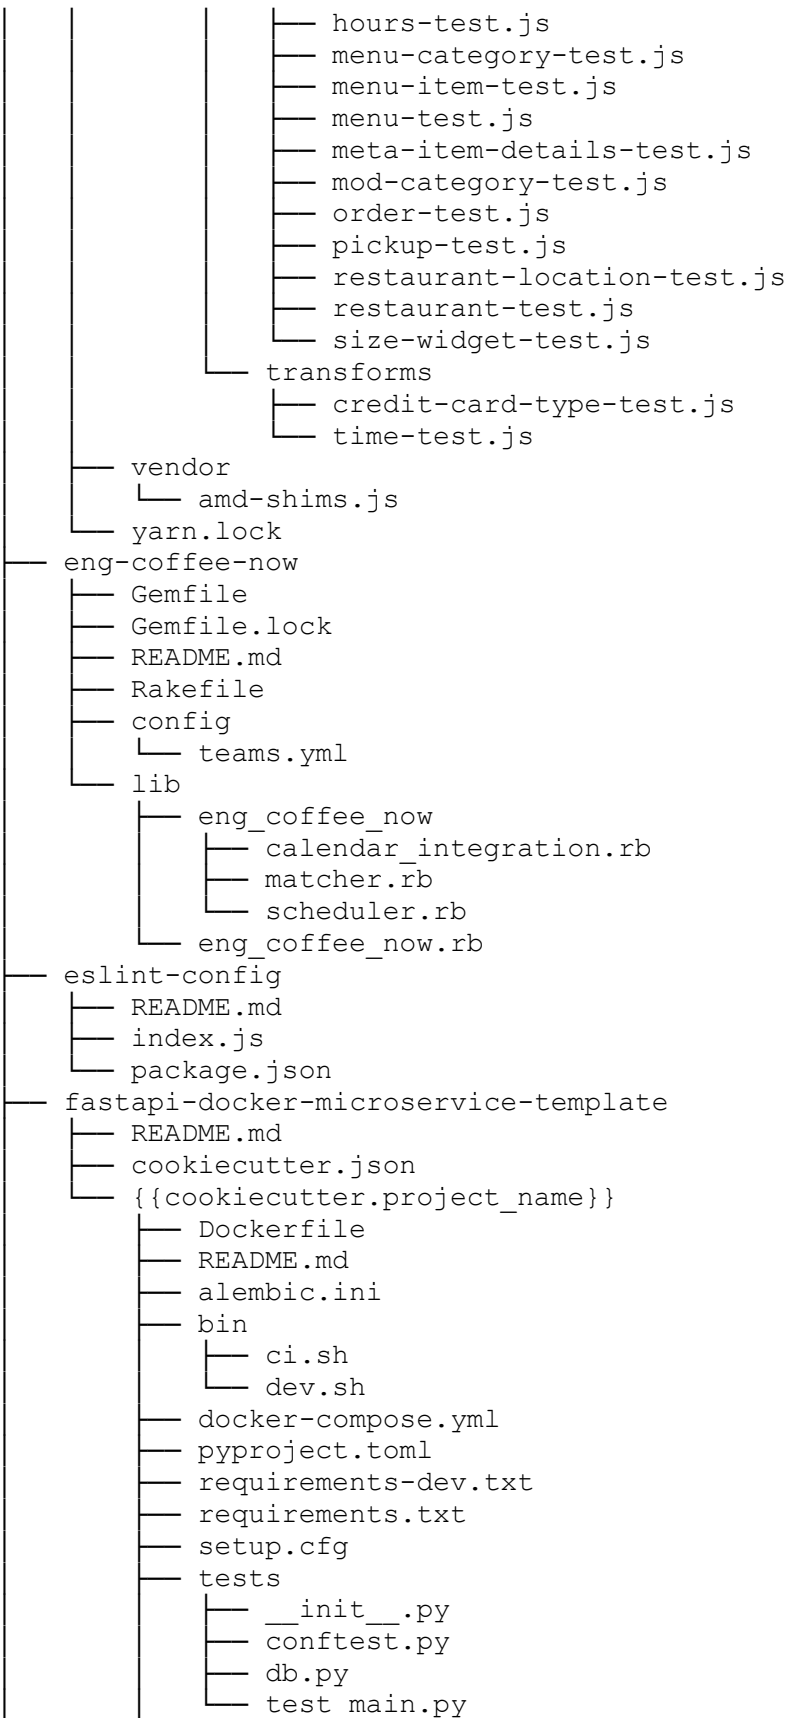 │   │       │   ├── hours-test.js
│   │       │   ├── menu-category-test.js
│   │       │   ├── menu-item-test.js
│   │       │   ├── menu-test.js
│   │       │   ├── meta-item-details-test.js
│   │       │   ├── mod-category-test.js
│   │       │   ├── order-test.js
│   │       │   ├── pickup-test.js
│   │       │   ├── restaurant-location-test.js
│   │       │   ├── restaurant-test.js
│   │       │   └── size-widget-test.js
│   │       └── transforms
│   │           ├── credit-card-type-test.js
│   │           └── time-test.js
│   ├── vendor
│   │   └── amd-shims.js
│   └── yarn.lock
├── eng-coffee-now
│   ├── Gemfile
│   ├── Gemfile.lock
│   ├── README.md
│   ├── Rakefile
│   ├── config
│   │   └── teams.yml
│   └── lib
│       ├── eng_coffee_now
│       │   ├── calendar_integration.rb
│       │   ├── matcher.rb
│       │   └── scheduler.rb
│       └── eng_coffee_now.rb
├── eslint-config
│   ├── README.md
│   ├── index.js
│   └── package.json
├── fastapi-docker-microservice-template
│   ├── README.md
│   ├── cookiecutter.json
│   └── {{cookiecutter.project_name}}
│       ├── Dockerfile
│       ├── README.md
│       ├── alembic.ini
│       ├── bin
│       │   ├── ci.sh
│       │   └── dev.sh
│       ├── docker-compose.yml
│       ├── pyproject.toml
│       ├── requirements-dev.txt
│       ├── requirements.txt
│       ├── setup.cfg
│       ├── tests
│       │   ├── __init__.py
│       │   ├── conftest.py
│       │   ├── db.py
│       │   └── test_main.py